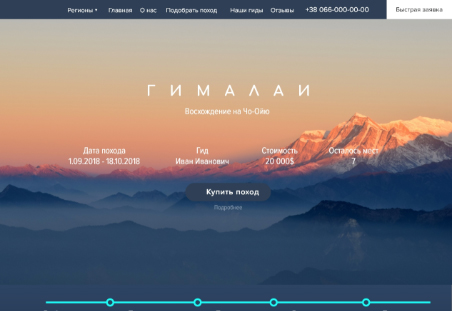 Регионы Главная О нас Подобрать поход Наши гиды Отзывы +38 066-000-00-00 Быстрая заявка
ГИМАЛАИ
Восхождение на Чо-Ойю
Дата похода Гид Стоимость Осталось мест
1.09.2018 - 18.10.2018 Иван Иванович 20 000$ 7
Купить поход
Подробнее